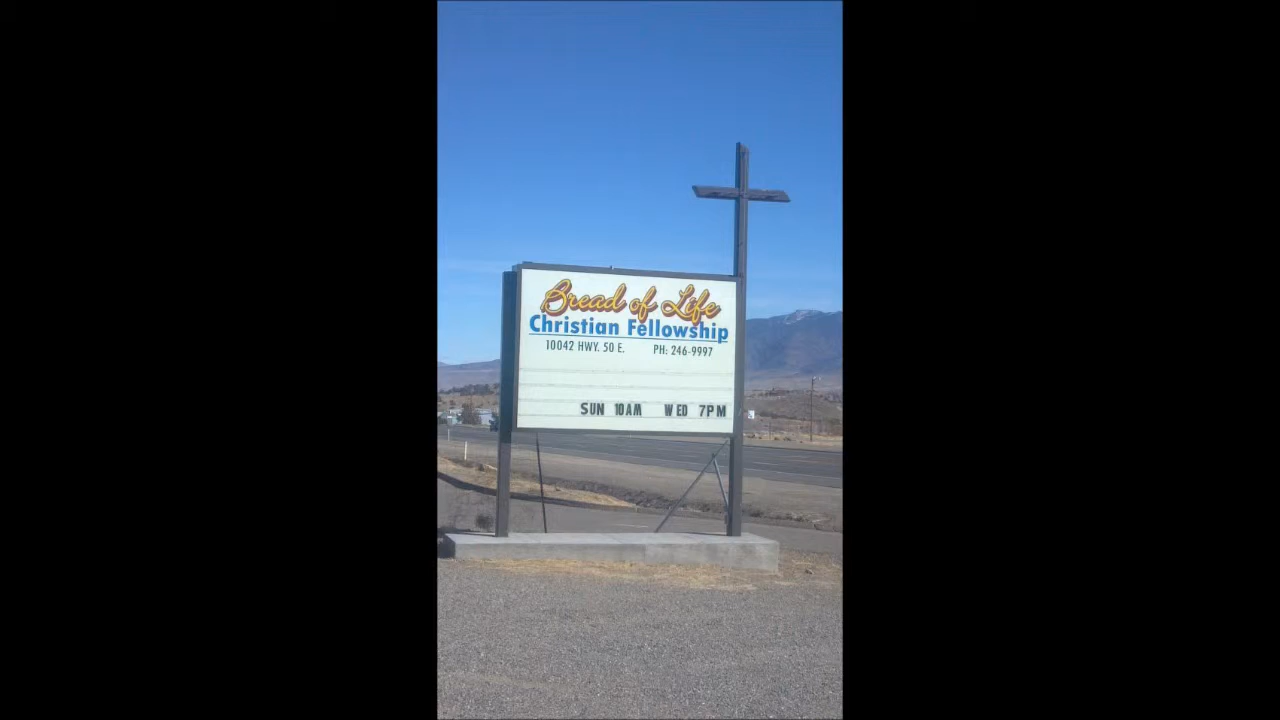 Bread of Life
Christian Fellowship
10042 HWY. 50 E. PH: 246-9997
SUN 10AM WED 7PM